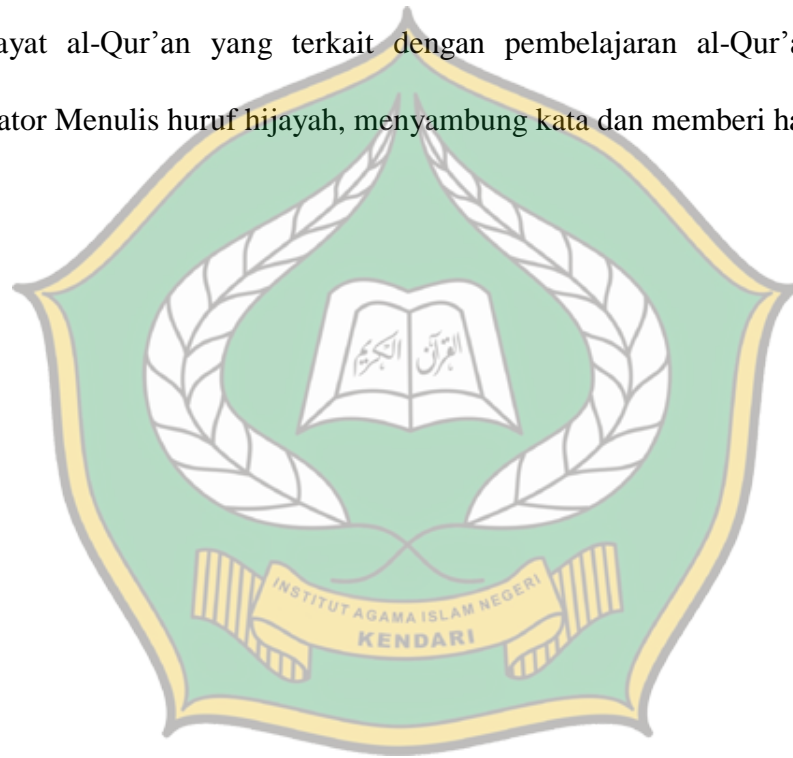 ayat al-Qur’an yang terkait dengan pembelajaran al-Qur’a
ator Menulis huruf hijayah, menyambung kata dan memberi ha
القرآن الكريم
INSTITUT AGAMA ISLAM NEGERI
KENDARI